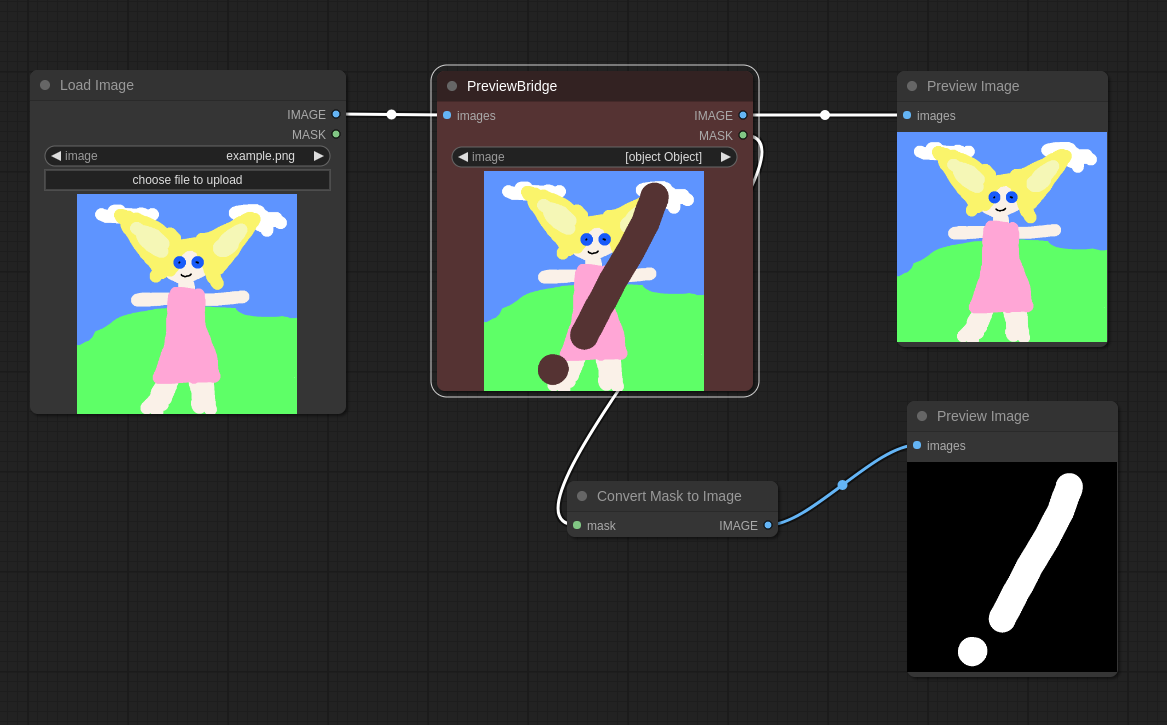 Load Image
IMAGE
MASK
image example.png
choose file to upload
PreviewBridge
images IMAGE
MASK
image [object Object]
Preview Image
images
Convert Mask to Image
mask IMAGE
Preview Image
images